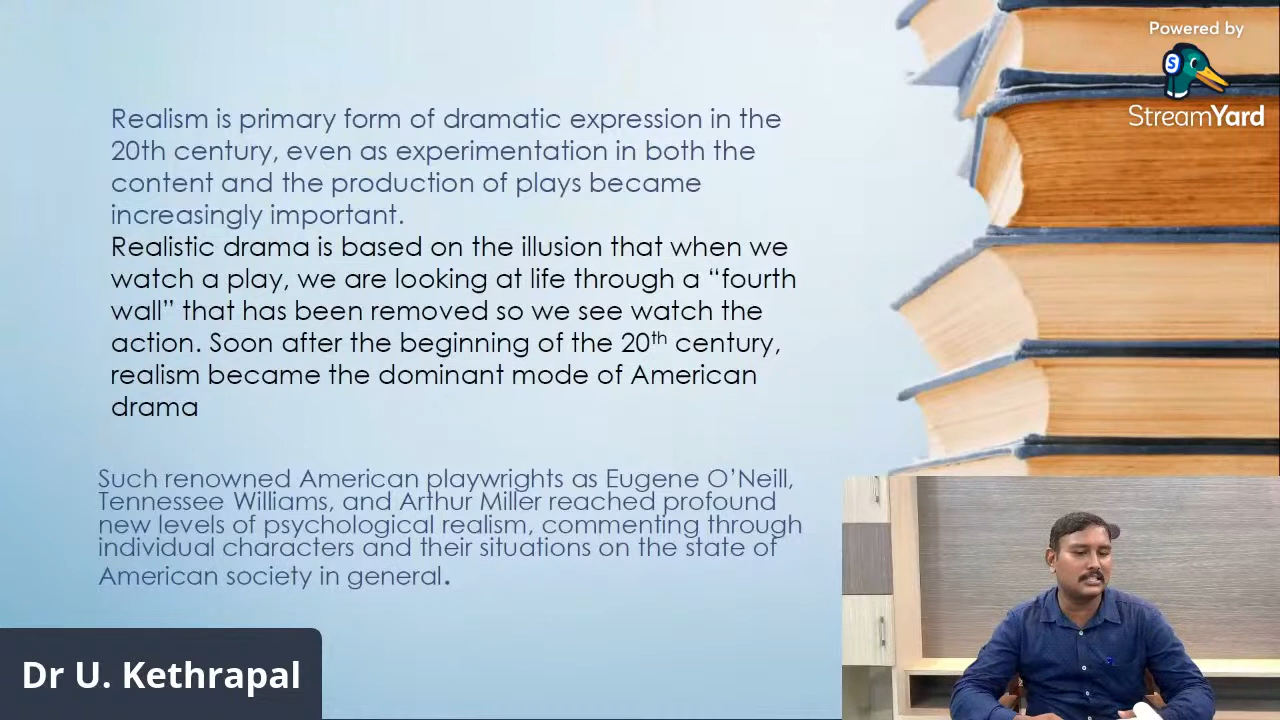 Powered by
StreamYard
Realism is primary form of dramatic expression in the
20th century, even as experimentation in both the
content and the production of plays became
increasingly important.
Realistic drama is based on the illusion that when we
watch a play, we are looking at life through a “fourth
wall” that has been removed so we see watch the
action. Soon after the beginning of the 20th century,
realism became the dominant mode of American
drama
Such renowned American playwrights as Eugene O’Neill,
Tennessee Williams, and Arthur Miller reached profound
new levels of psychological realism, commenting through
individual characters and their situations on the state of
American society in general.
Dr U. Kethrapal